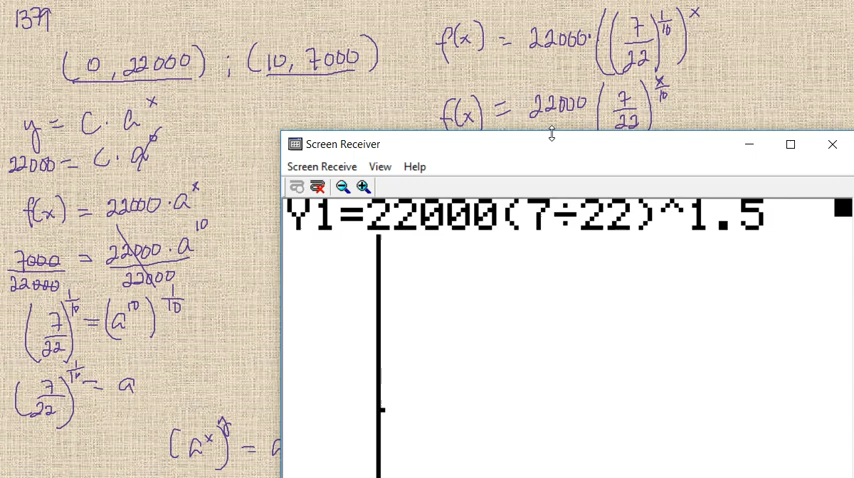 1379
(0, 22000) ; (10, 7000)
y = C · a^x
22000 = C · a^0
f(x) = 22000 · a^x
7000/22000 = 22000 · a^10/22000
(7/22)^1/10 = (a^10)^1/10
(7/22)^1/10 = a
f(x) = 22000 · ((7/22)^1/10)^x
f(x) = 22000 (7/22)^x/10
Screen Receiver
Screen Receive View Help
Y1=22000(7÷22)^1.5